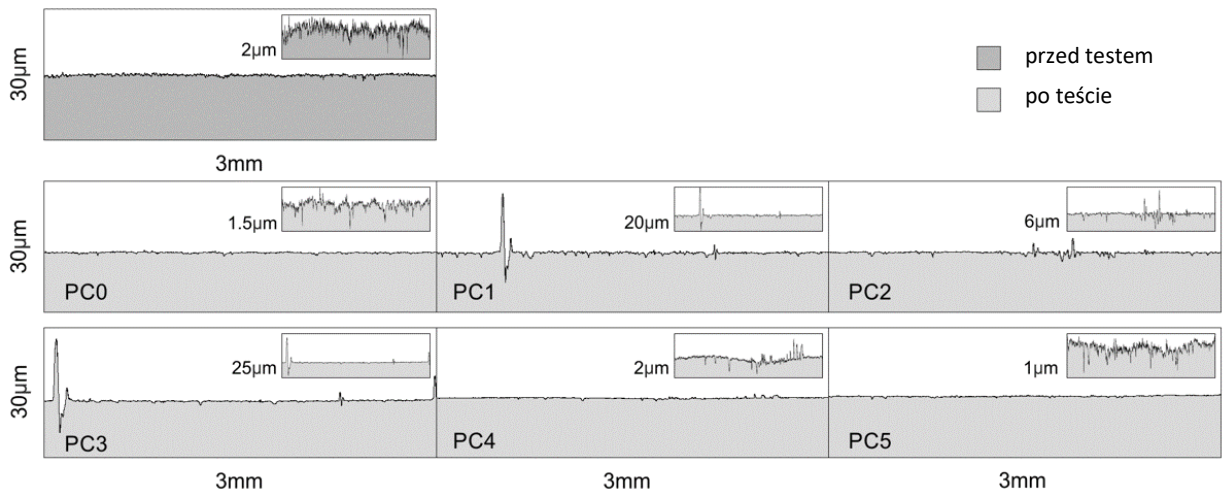 2µm
30µm
przed testem
po teście
3mm
30µm
1.5µm
PC0
20µm
PC1
6µm
PC2
30µm
25µm
PC3
2µm
PC4
1µm
PC5
3mm
3mm
3mm